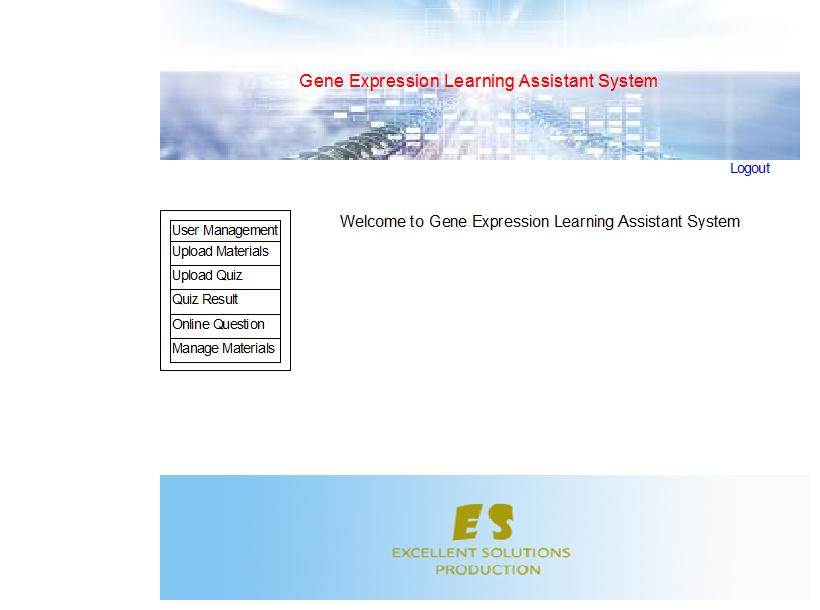 Gene Expression Learning Assistant System
Logout
User Management
Upload Materials
Upload Quiz
Quiz Result
Online Question
Manage Materials
Welcome to Gene Expression Learning Assistant System
ES
EXCELLENT SOLUTIONS
PRODUCTION